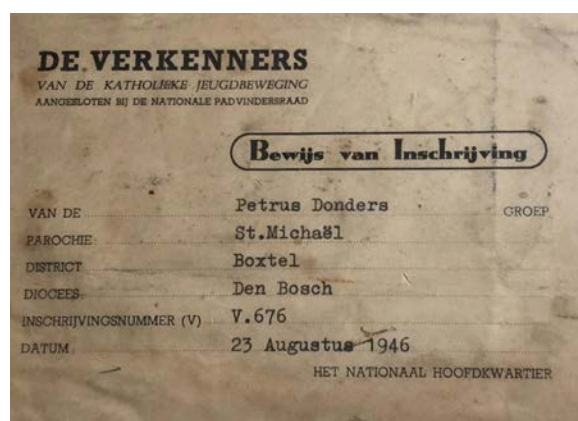 DE VERKENNERS
VAN DE KATHOLIEKE JEUGDBEWEGING
AANGESLOTEN BIJ DE NATIONALE PADVINDERSRAAD
Bewijs van Inschrijving
VAN DE Petrus Donders GROEP
PAROCHIE: St.Michaël
DISTRICT Boxtel
DIOCEES: Den Bosch
INSCHRIJVINGSNUMMER (V) V.676
DATUM: 23 Augustus 1946
HET NATIONAAL HOOFDKWARTIER